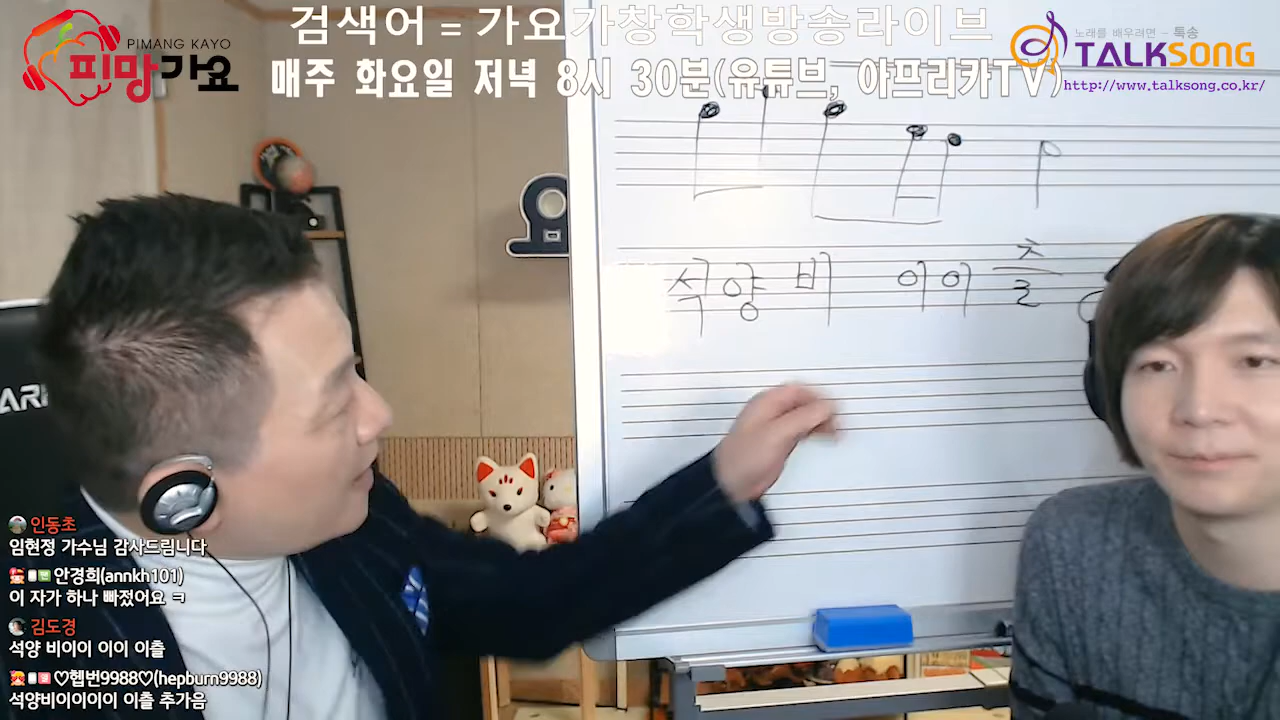 PIMANG KAYO
피망가요
검색어 = 가요가창학생방송라이브
매주 화요일 저녁 8시 30분(유튜브, 아프리카TV)
노래를 배우려면 - 톡송
TALKSONG
http://www.talksong.co.kr/
석양 비 이이
인동초
임현정 가수님 감사드립니다
안경희(annkh101)
이 자가 하나 빠졌어요 ㅋ
김도경
석양 비이이 이이 이츨
♡헵번9988♡(hepburn9988)
석양비이이이이 이츨 추가음